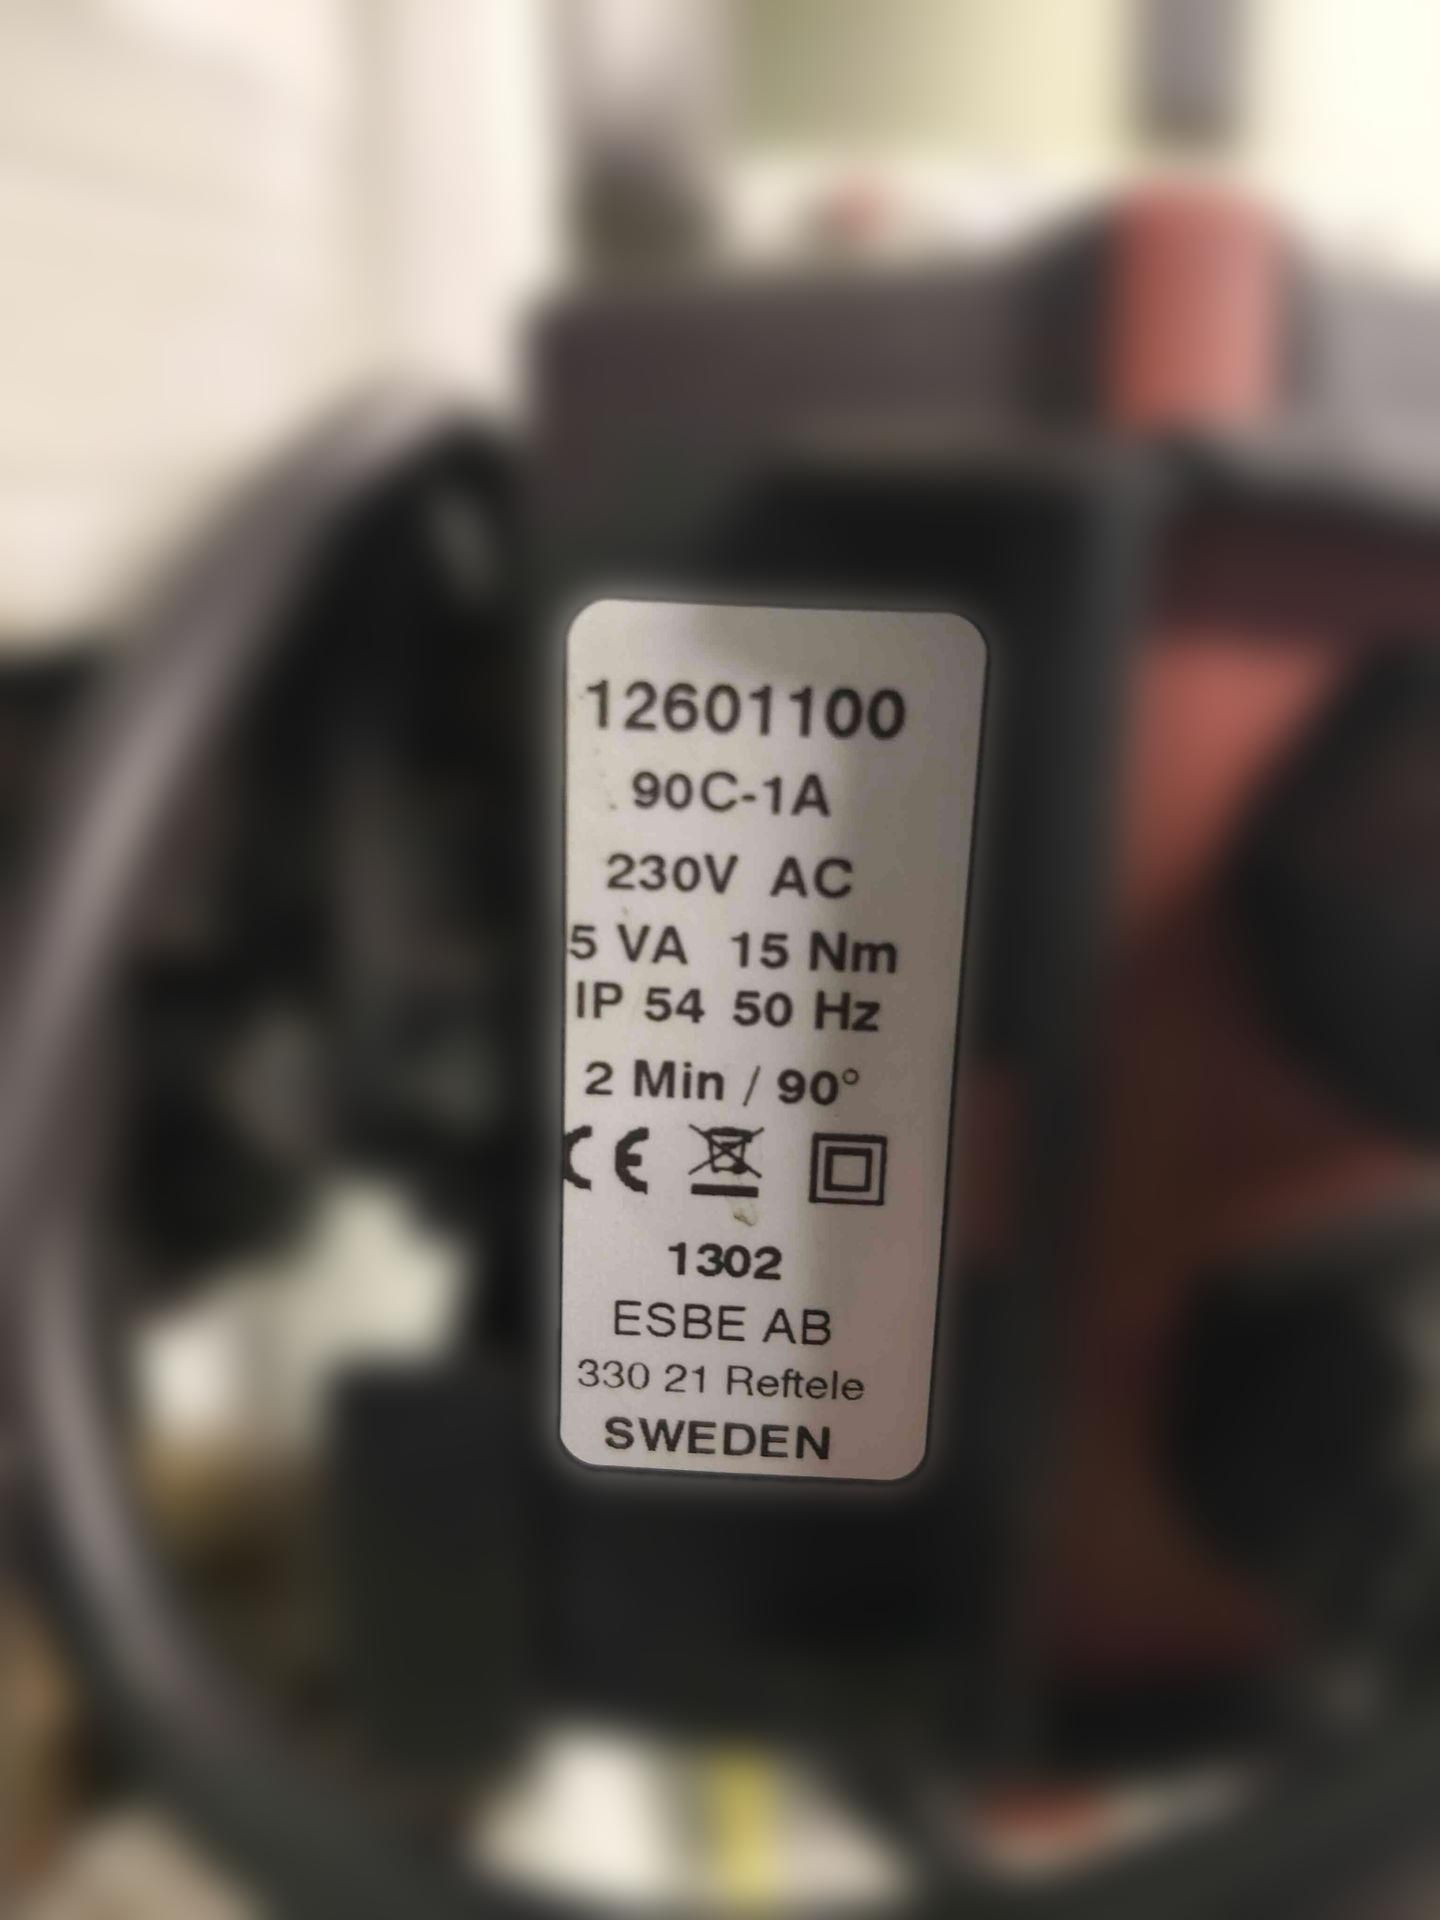 12601100
90C-1A
230V AC
5 VA 15 Nm
IP 54 50 Hz
2 Min / 90°
CE
1302
ESBE AB
330 21 Reftele
SWEDEN